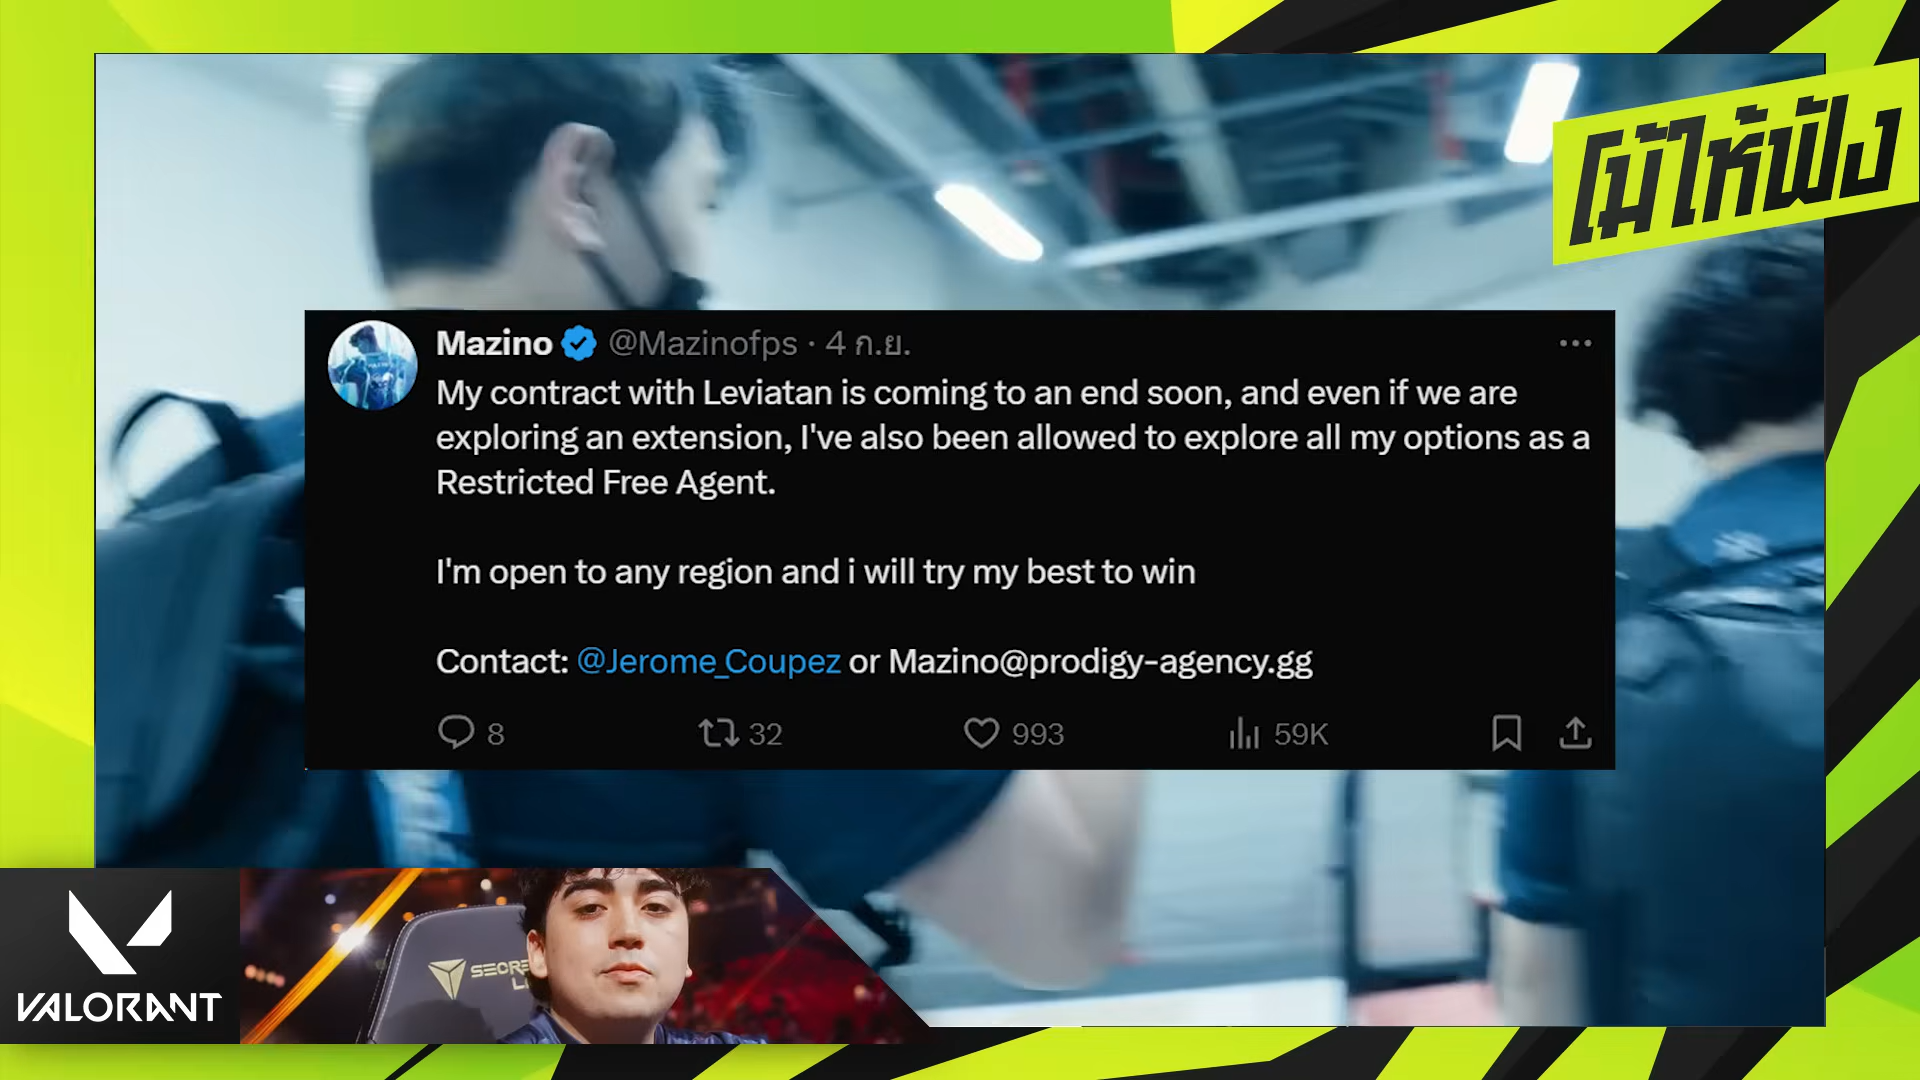 โม้ให้ฟัง
Mazino @Mazinofps · 4 ก.ย.
My contract with Leviatan is coming to an end soon, and even if we are
exploring an extension, I've also been allowed to explore all my options as a
Restricted Free Agent.
I'm open to any region and i will try my best to win
Contact: @Jerome_Coupez or Mazino@prodigy-agency.gg
8 32 993 59K
SECRE
L
VALORANT